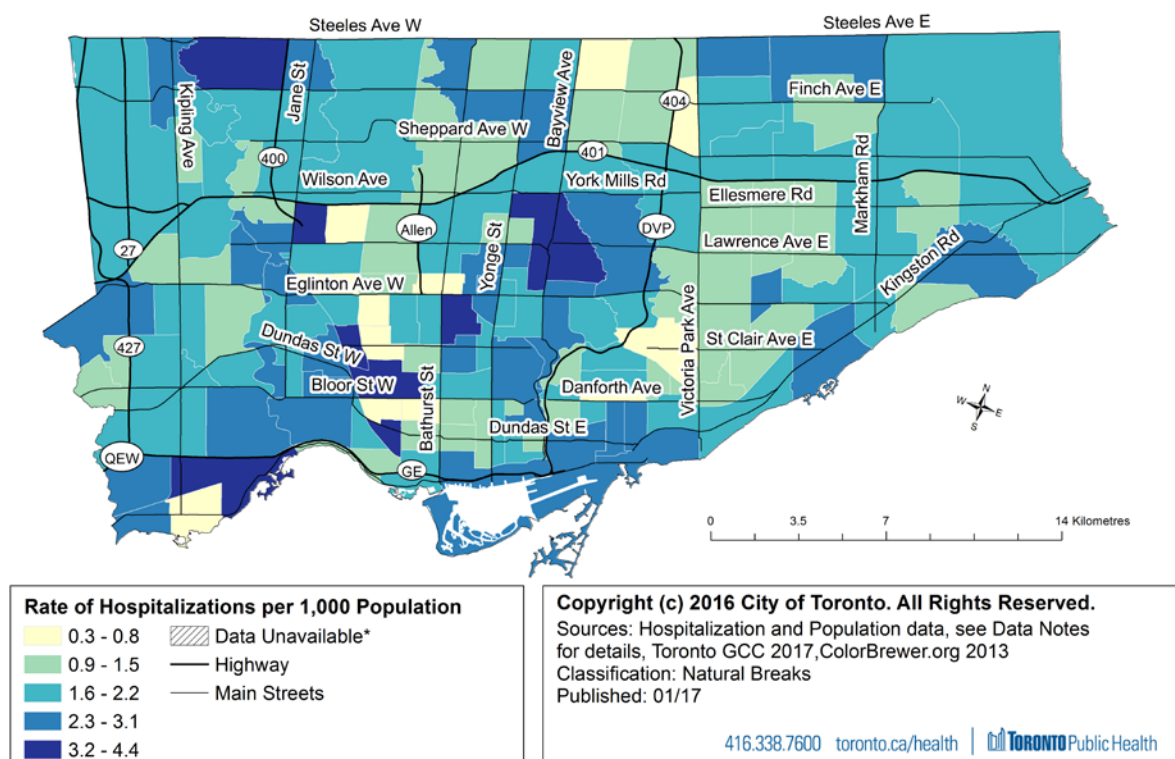 Steeles Ave W
Steeles Ave E
Kipling Ave
Jane St
Bayview Ave
404
Finch Ave E
Sheppard Ave W
Markham Rd
400
401
Wilson Ave
York Mills Rd
Ellesmere Rd
27
Allen
Yonge St
DVP
Lawrence Ave E
Kingston Rd
Eglinton Ave W
Victoria Park Ave
427
Dundas St W
St Clair Ave E
Bloor St W
Bathurst St
Danforth Ave
Dundas St E
QEW
GE
N
W
E
S
0 3.5 7 14 Kilometres
Rate of Hospitalizations per 1,000 Population
0.3 - 0.8
0.9 - 1.5
1.6 - 2.2
2.3 - 3.1
3.2 - 4.4
Data Unavailable*
Highway
Main Streets
Copyright (c) 2016 City of Toronto. All Rights Reserved.
Sources: Hospitalization and Population data, see Data Notes
for details, Toronto GCC 2017,ColorBrewer.org 2013
Classification: Natural Breaks
Published: 01/17
416.338.7600 toronto.ca/health
TORONTO Public Health